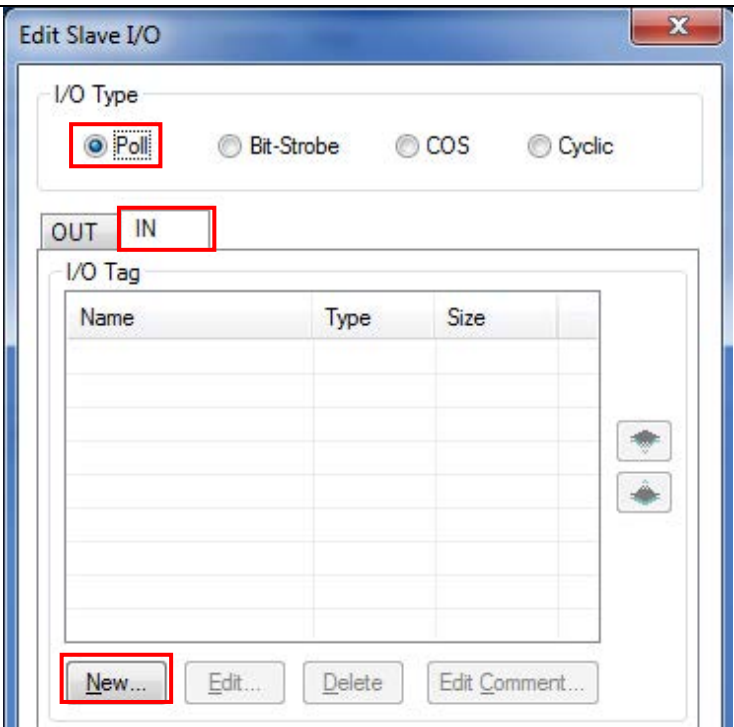 Edit Slave I/O
I/O Type
Poll Bit-Strobe COS Cyclic
OUT IN
I/O Tag
Name Type Size
New... Edit... Delete Edit Comment...